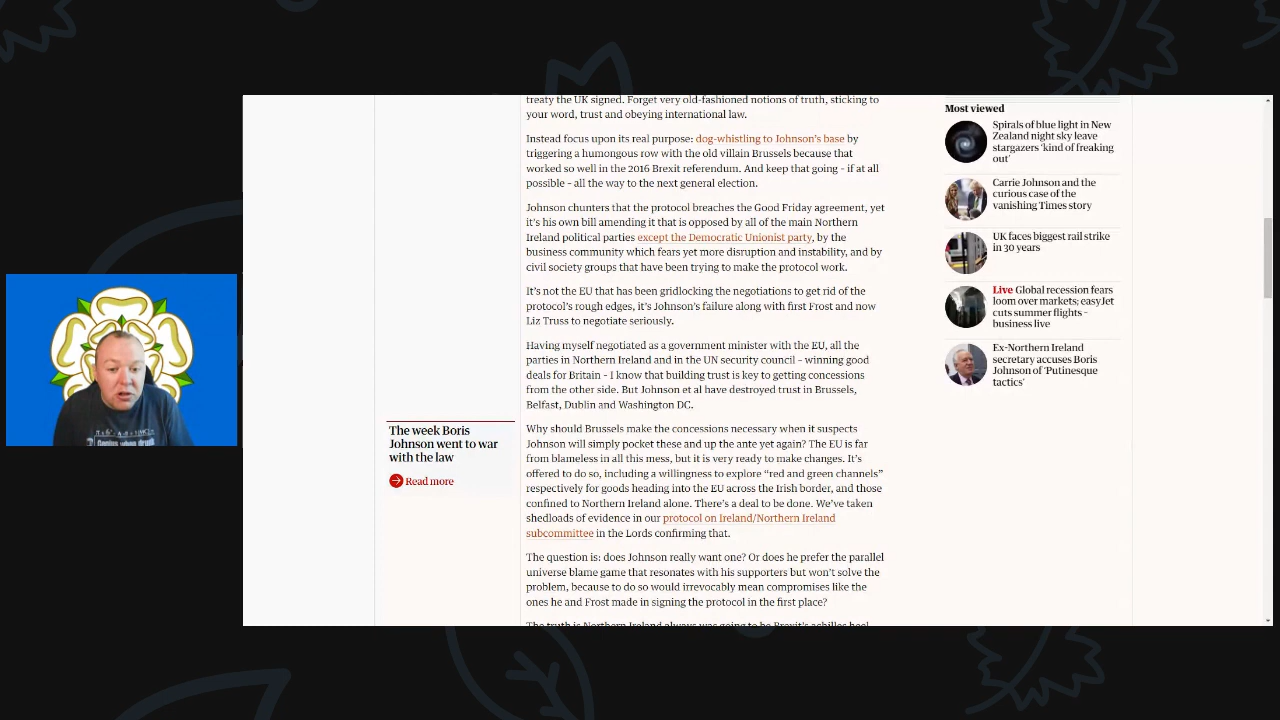 treaty the UK signed. Forget very old-fashioned notions of truth, sticking to
your word, trust and obeying international law.
Instead focus upon its real purpose: dog-whistling to Johnson's base by
triggering a humongous row with the old villain Brussels because that
worked so well in the 2016 Brexit referendum. And keep that going – if at all
possible – all the way to the next general election.
Johnson chunters that the protocol breaches the Good Friday agreement, yet
it's his own bill amending it that is opposed by all of the main Northern
Ireland political parties except the Democratic Unionist party, by the
business community which fears yet more disruption and instability, and by
civil society groups that have been trying to make the protocol work.
It's not the EU that has been gridlocking the negotiations to get rid of the
protocol's rough edges, it's Johnson's failure along with first Frost and now
Liz Truss to negotiate seriously.
Having myself negotiated as a government minister with the EU, all the
parties in Northern Ireland and in the UN security council – winning good
deals for Britain – I know that building trust is key to getting concessions
from the other side. But Johnson et al have destroyed trust in Brussels,
Belfast, Dublin and Washington DC.
The week Boris
Johnson went to war
with the law
Read more
Why should Brussels make the concessions necessary when it suspects
Johnson will simply pocket these and up the ante yet again? The EU is far
from blameless in all this mess, but it is very ready to make changes. It's
offered to do so, including a willingness to explore “red and green channels”
respectively for goods heading into the EU across the Irish border, and those
confined to Northern Ireland alone. There's a deal to be done. We've taken
shedloads of evidence in our protocol on Ireland/Northern Ireland
subcommittee in the Lords confirming that.
The question is: does Johnson really want one? Or does he prefer the parallel
universe blame game that resonates with his supporters but won't solve the
problem, because to do so would irrevocably mean compromises like the
ones he and Frost made in signing the protocol in the first place?
The truth is Northern Ireland always was going to be Brexit's achilles heel
Most viewed
Spirals of blue light in New
Zealand night sky leave
stargazers ‘kind of freaking
out’
Carrie Johnson and the
curious case of the
vanishing Times story
UK faces biggest rail strike
in 30 years
Live Global recession fears
loom over markets; easyJet
cuts summer flights –
business live
Ex-Northern Ireland
secretary accuses Boris
Johnson of ‘Putinesque
tactics’